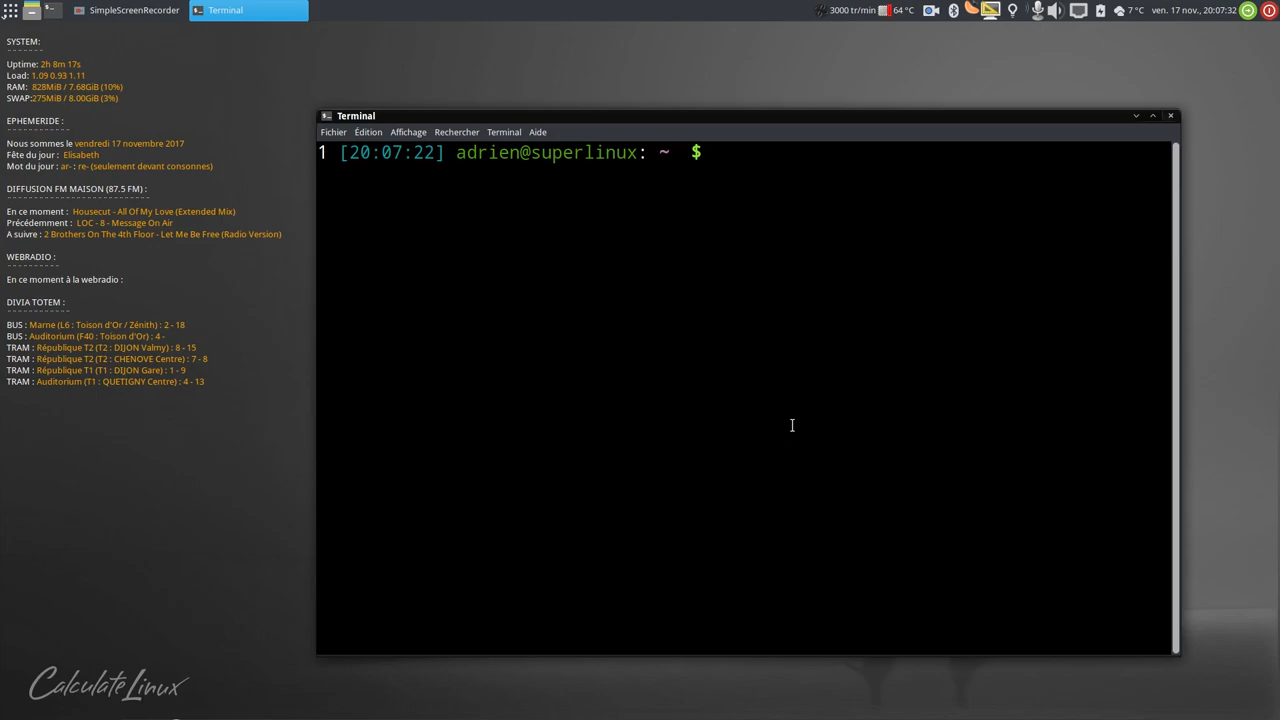 SimpleScreenRecorder
Terminal
3000 tr/min
64 °C
7 °C
ven. 17 nov., 20:07:32
SYSTEM:
Uptime: 2h 8m 17s
Load: 1.09 0.93 1.11
RAM: 828MiB / 7.68GiB (10%)
SWAP:275MiB / 8.00GiB (3%)
EPHEMERIDE :
Nous sommes le vendredi 17 novembre 2017
Fête du jour : Elisabeth
Mot du jour : ar- : re- (seulement devant consonnes)
DIFFUSION FM MAISON (87.5 FM) :
En ce moment : Housecut - All Of My Love (Extended Mix)
Précédemment : LOC - 8 - Message On Air
A suivre : 2 Brothers On The 4th Floor - Let Me Be Free (Radio Version)
WEBRADIO :
En ce moment à la webradio :
DIVIA TOTEM :
BUS : Marne (L6 : Toison d'Or / Zénith) : 2 - 18
BUS : Auditorium (F40 : Toison d'Or) : 4 -
TRAM : République T2 (T2 : DIJON Valmy) : 8 - 15
TRAM : République T2 (T2 : CHENOVE Centre) : 7 - 8
TRAM : République T1 (T1 : DIJON Gare) : 1 - 9
TRAM : Auditorium (T1 : QUETIGNY Centre) : 4 - 13
Terminal
Fichier Édition Affichage Rechercher Terminal Aide
1 [20:07:22] adrien@superlinux: ~ $
Calculate Linux